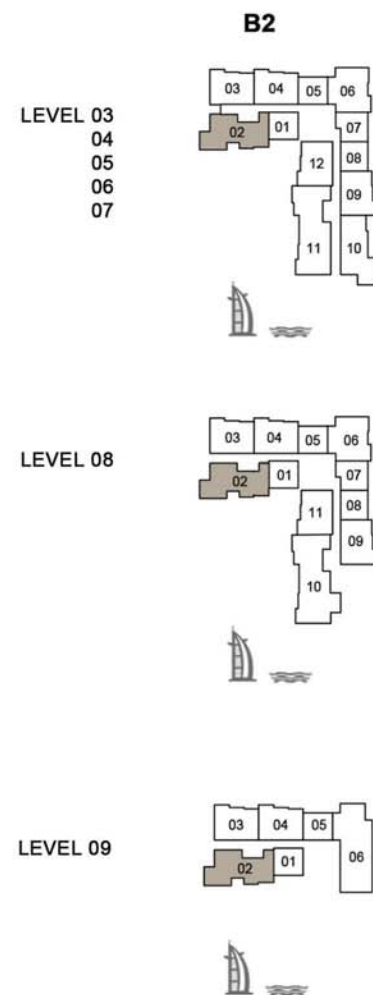 B2
03 04 05 06
LEVEL 03
04
05
06
07
02 01 07
12 08
09
11 10
03 04 05 06
LEVEL 08
02 01 07
11 08
09
10
03 04 05
LEVEL 09
02 01 06